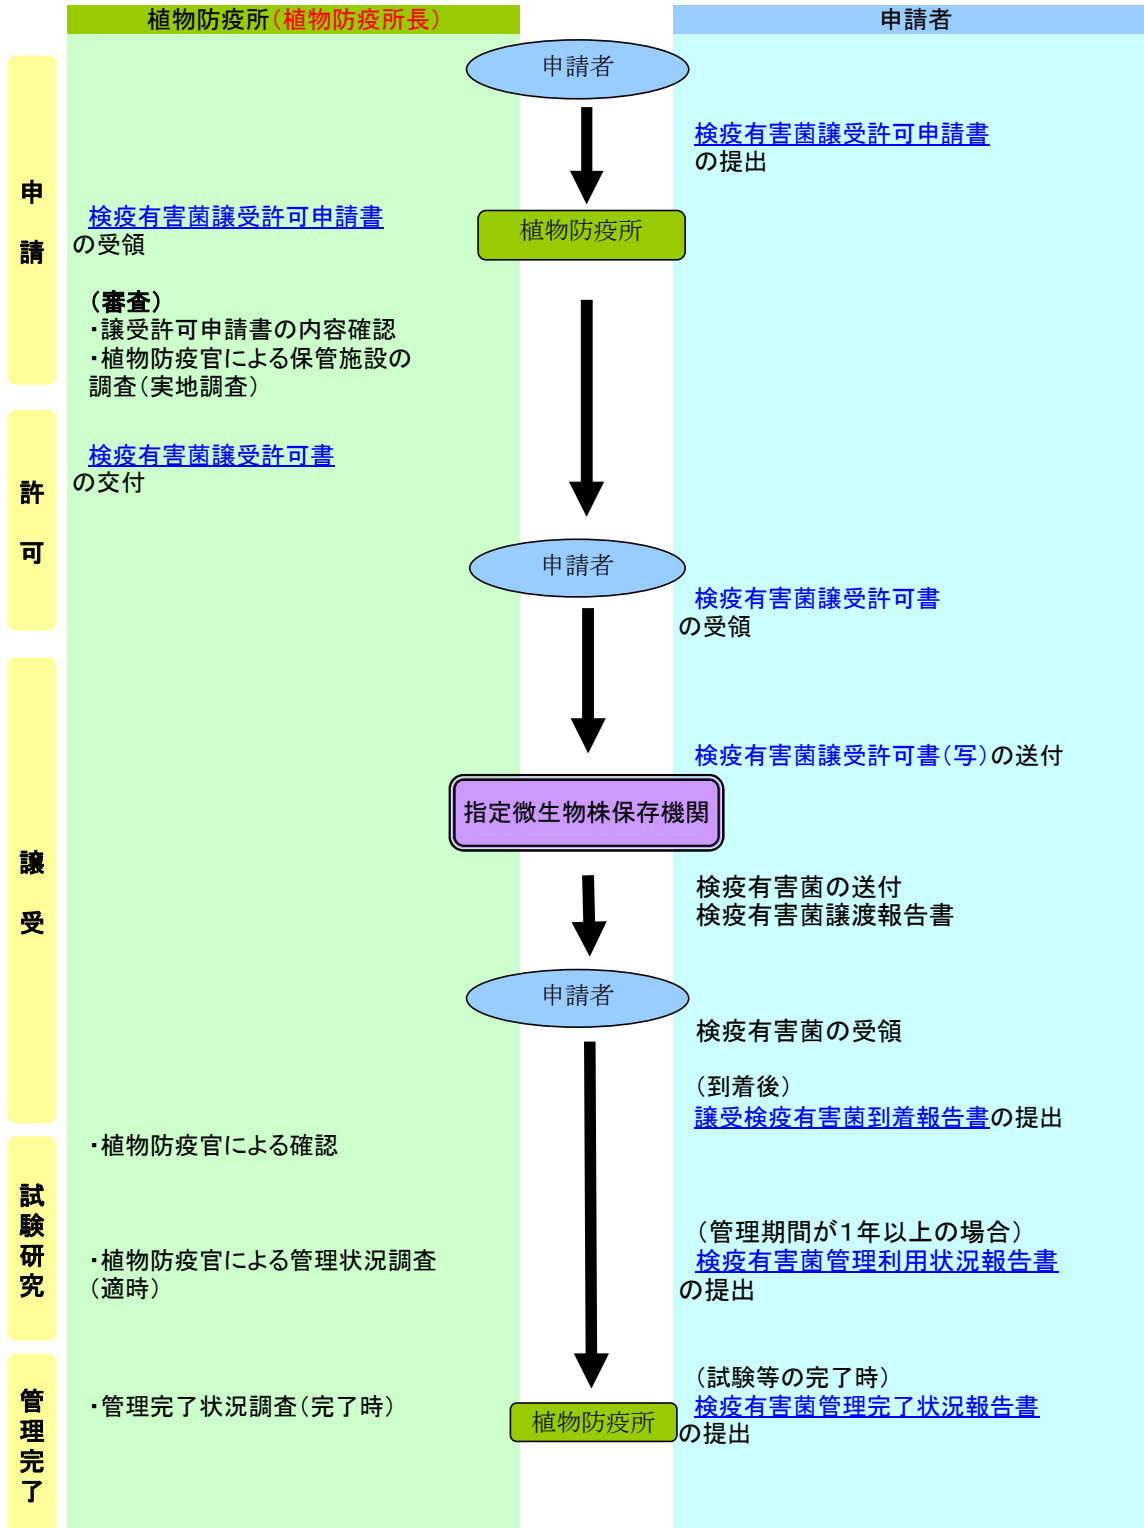 植物防疫所(植物防疫所長)
申請者
申請者
検疫有害菌譲受許可申請書
の提出
申
請
検疫有害菌譲受許可申請書
の受領
植物防疫所
(審査)
・譲受許可申請書の内容確認
・植物防疫官による保管施設の
調査(実地調査)
許
可
検疫有害菌譲受許可書
の交付
申請者
検疫有害菌譲受許可書
の受領
検疫有害菌譲受許可書(写)の送付
指定微生物株保存機関
譲
受
検疫有害菌の送付
検疫有害菌譲渡報告書
申請者
検疫有害菌の受領
(到着後)
譲受検疫有害菌到着報告書の提出
・植物防疫官による確認
試
験
研
究
(管理期間が1年以上の場合)
検疫有害菌管理利用状況報告書
の提出
・植物防疫官による管理状況調査
(適時)
管
理
完
了
・管理完了状況調査(完了時)
植物防疫所
(試験等の完了時)
検疫有害菌管理完了状況報告書
の提出